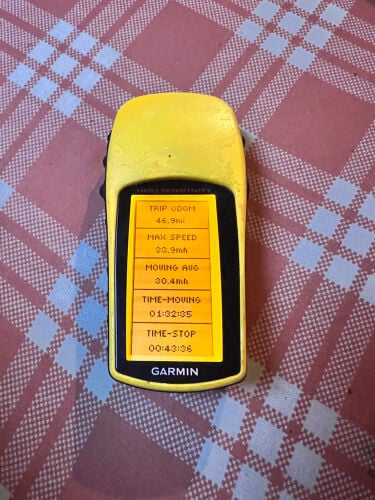 HIGH SENSITIVITY
TRIP ODOM
46.9mi
MAX SPEED
33.9mh
MOVING AVG
30.4mh
TIME-MOVING
01:32:35
TIME-STOP
00:43:36
GARMIN